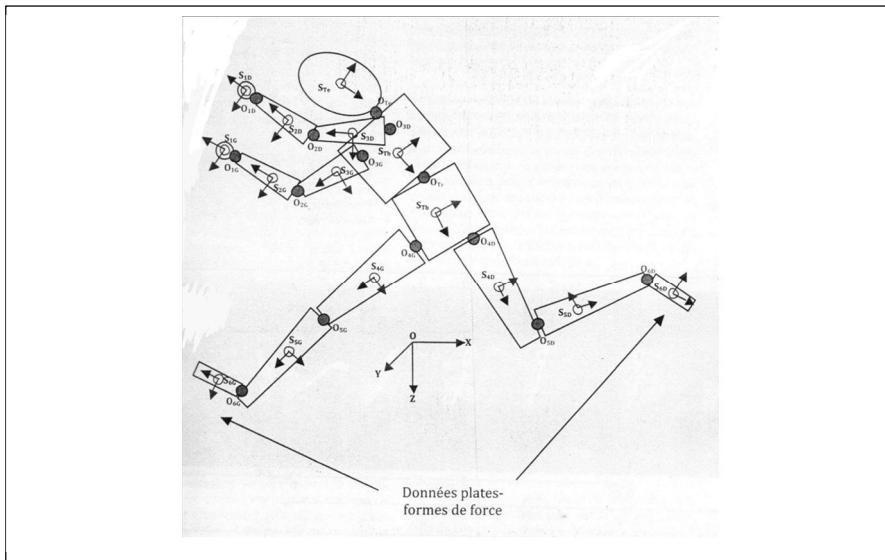 S1D
STe
O1D
OTe
S2D
O3D
O2D
S3D
S1G
STh
O3G
O1G
S3G
OTr
S2G
O2G
STh
O4D
O4G
S4G
S4D
O6D
S6D
S5D
O5G
O5D
O
X
S5G
Y
Z
S6G
O6G
Données plates-
formes de force